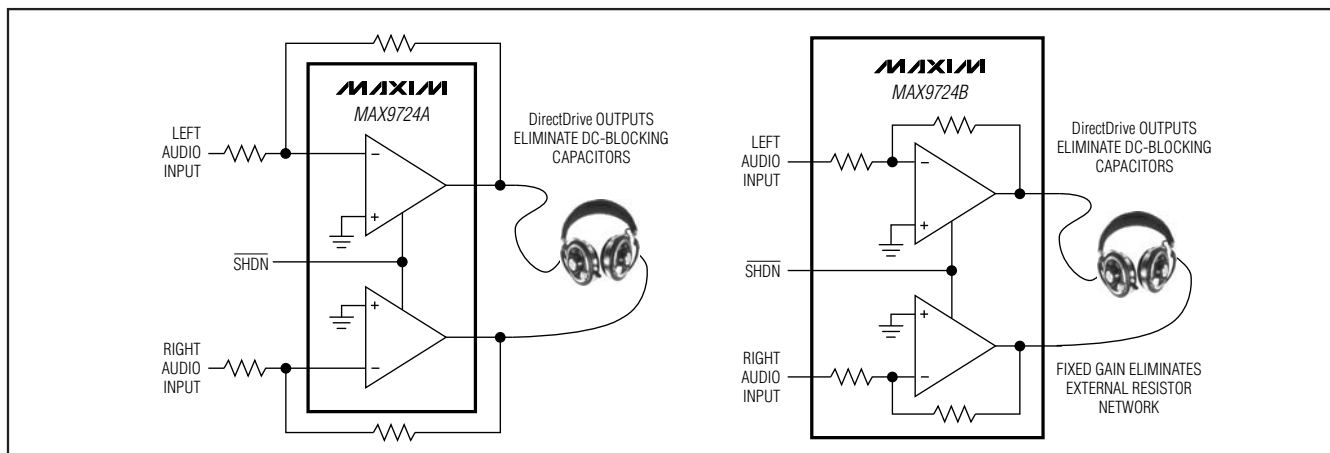 MAXIM
MAX9724A
LEFT
AUDIO
INPUT
DirectDrive OUTPUTS
ELIMINATE DC-BLOCKING
CAPACITORS
−
+
SHDN
+
−
RIGHT
AUDIO
INPUT
MAXIM
MAX9724B
LEFT
AUDIO
INPUT
DirectDrive OUTPUTS
ELIMINATE DC-BLOCKING
CAPACITORS
−
+
SHDN
+
−
RIGHT
AUDIO
INPUT
FIXED GAIN ELIMINATES
EXTERNAL RESISTOR
NETWORK